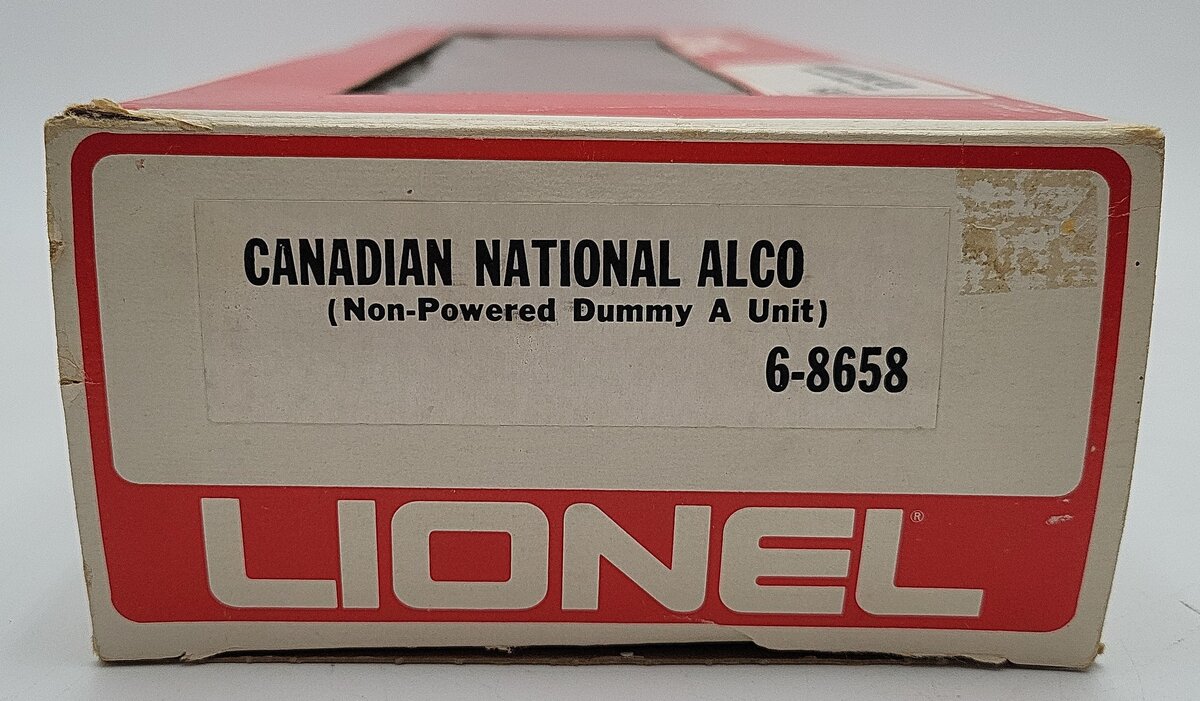 CANADIAN NATIONAL ALCO
(Non-Powered Dummy A Unit)
6-8658
LIONEL®